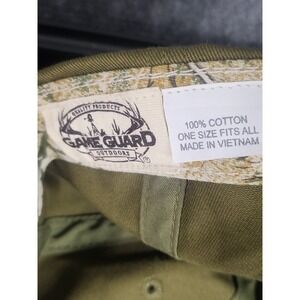 QUALITY PRODUCTS
GAME GUARD
OUTDOORS
®
100% COTTON
ONE SIZE FITS ALL
MADE IN VIETNAM